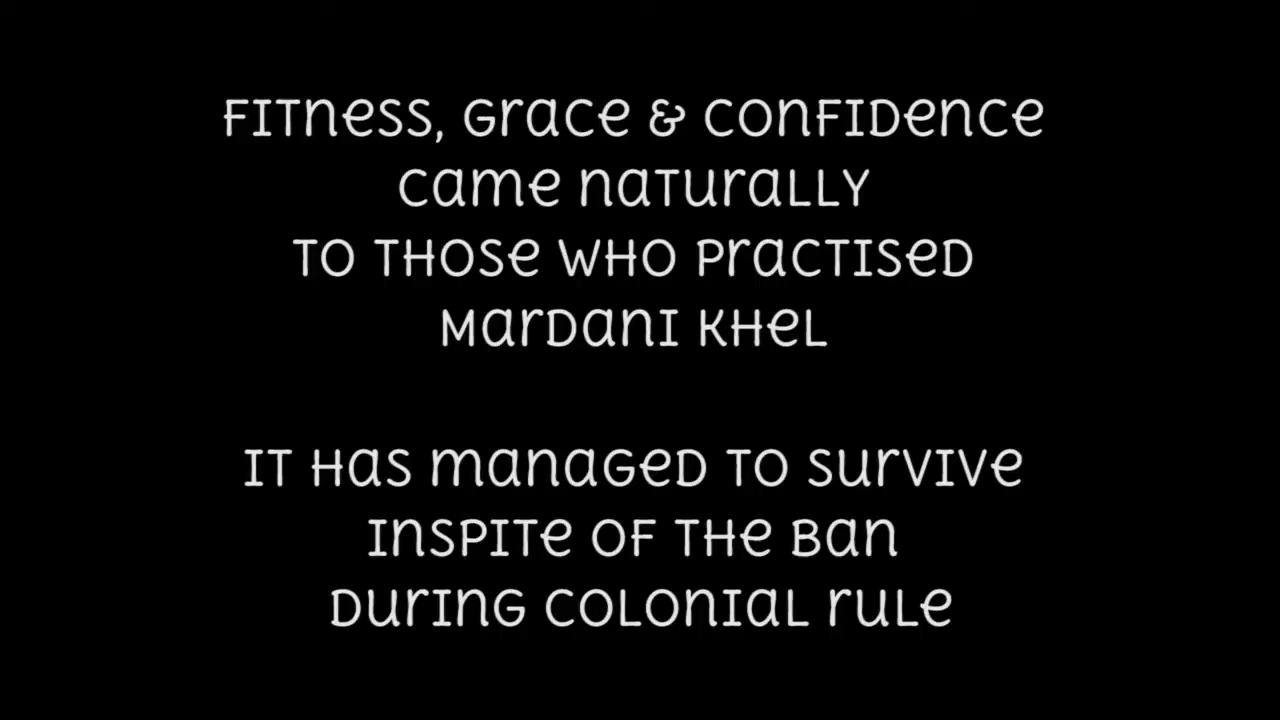 Fitness, Grace & Confidence
came naturally
to those who practised
Mardani Khel
It has managed to survive
inspite of the ban
during colonial rule